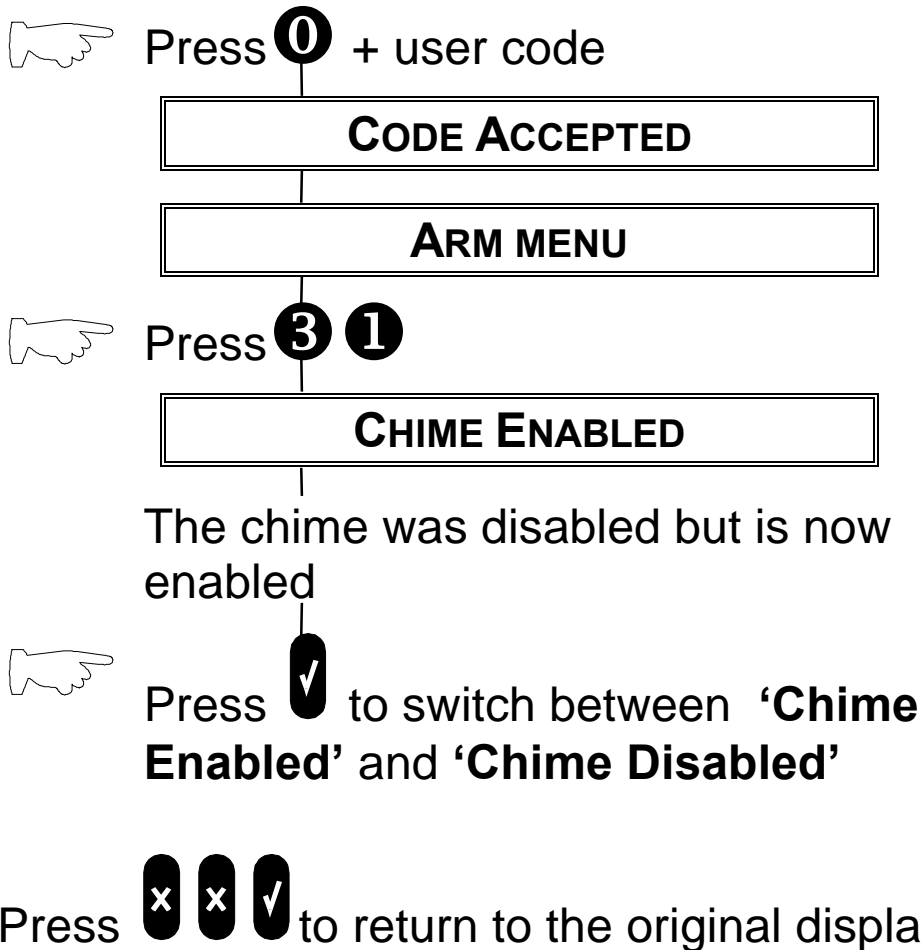 Press 0 + user code
CODE ACCEPTED
ARM MENU
Press 3 1
CHIME ENABLED
The chime was disabled but is now
enabled
Press ✓ to switch between ‘Chime
Enabled’ and ‘Chime Disabled’
Press × × ✓ to return to the original displa